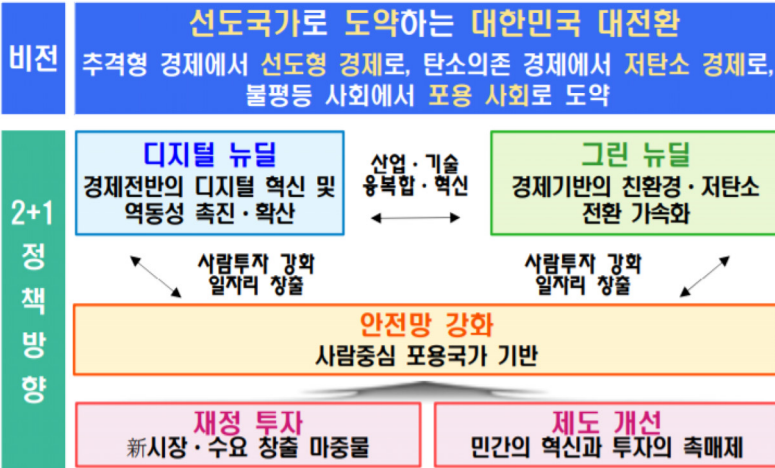 비전
선도국가로 도약하는 대한민국 대전환
추격형 경제에서 선도형 경제로, 탄소의존 경제에서 저탄소 경제로,
불평등 사회에서 포용 사회로 도약
2+1
정
책
방
향
디지털 뉴딜
경제전반의 디지털 혁신 및
역동성 촉진·확산
산업·기술
융복합·혁신
그린 뉴딜
경제기반의 친환경·저탄소
전환 가속화
사람투자 강화
일자리 창출
사람투자 강화
일자리 창출
안전망 강화
사람중심 포용국가 기반
재정 투자
新시장·수요 창출 마중물
제도 개선
민간의 혁신과 투자의 촉매제